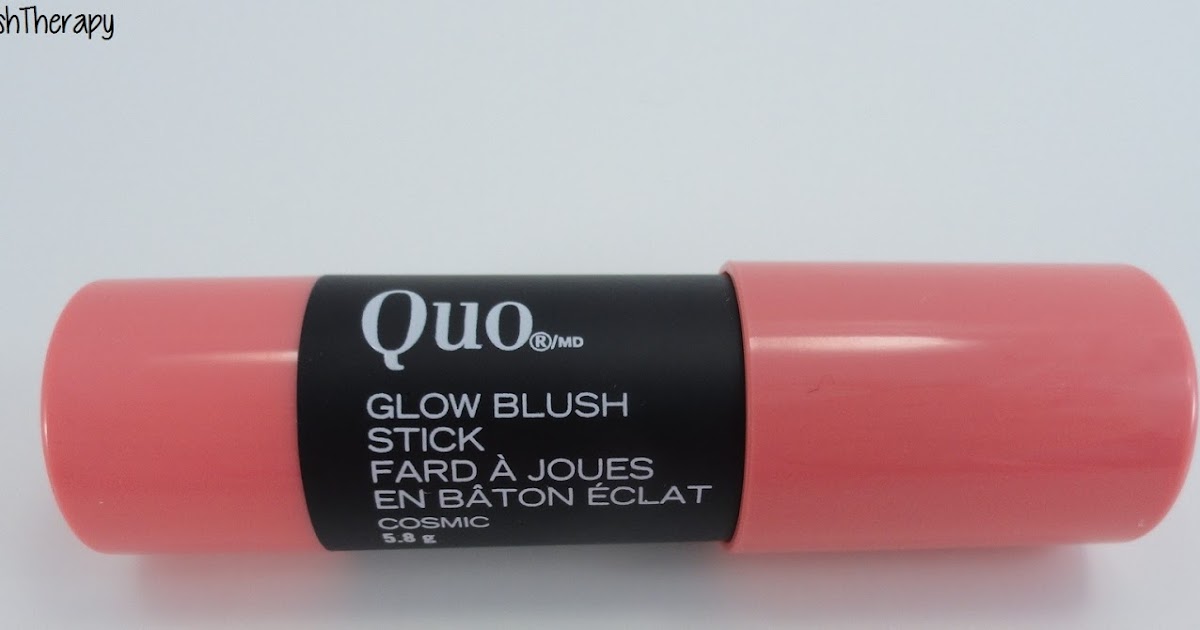 shTherapy
Quo®/MD
GLOW BLUSH
STICK
FARD À JOUES
EN BÂTON ÉCLAT
COSMIC
5.8 g